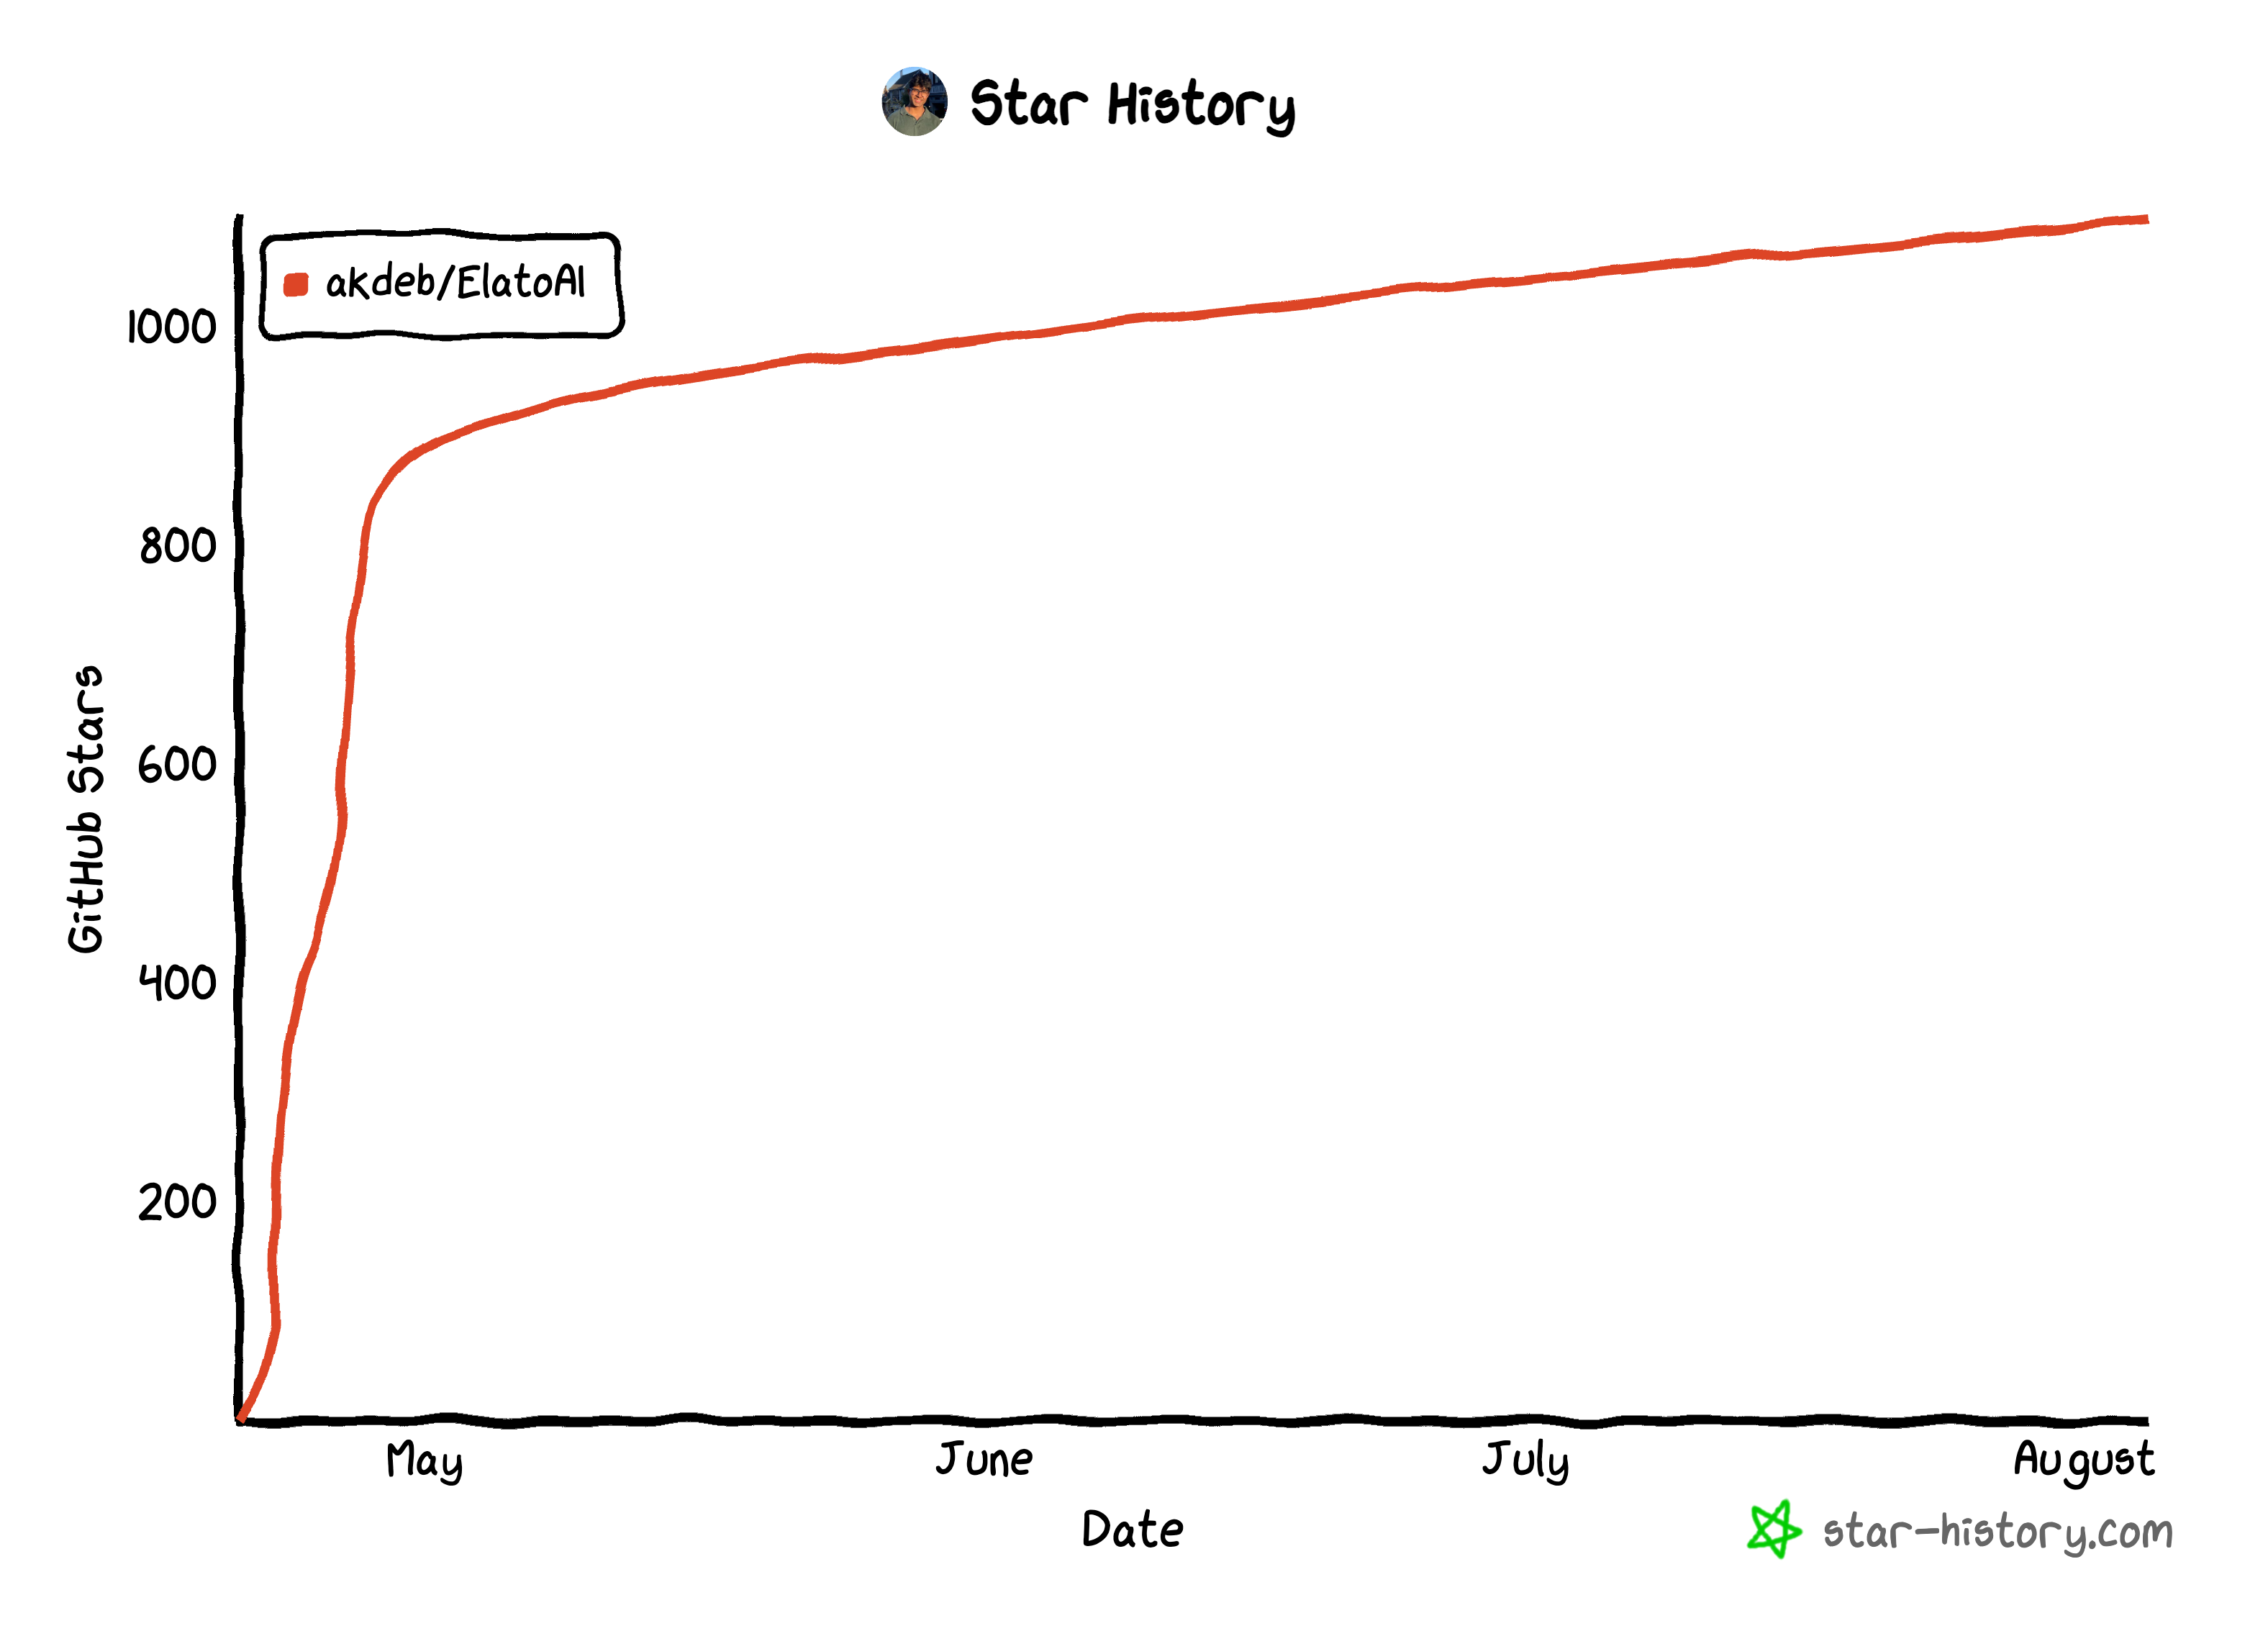 Star History
akdeb/ElatoAI
1000
800
600
400
200
GitHub Stars
May
June
July
August
Date
star-history.com